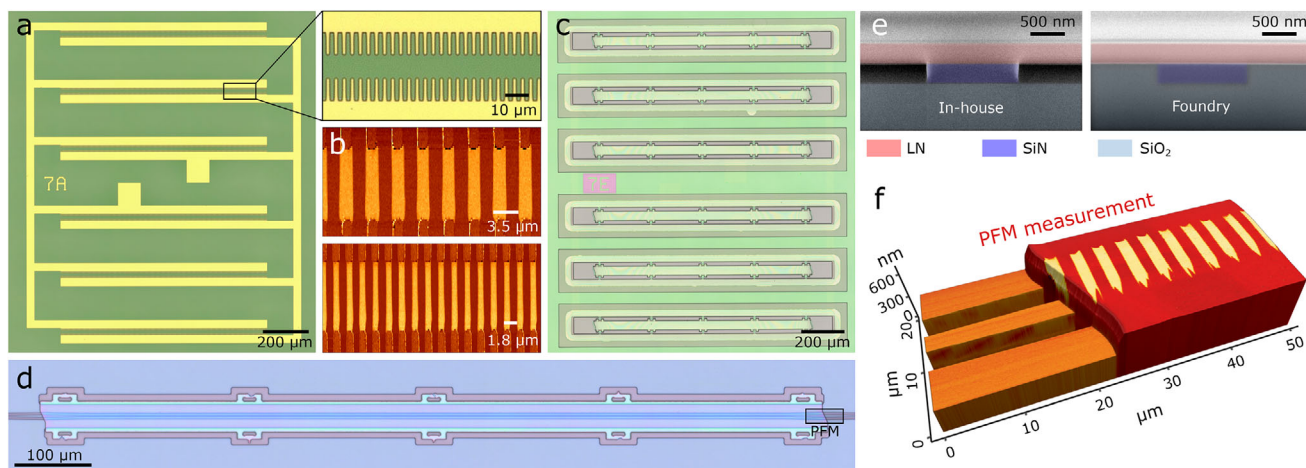 a
7A
200 μm
10 μm
b
3.5 μm
1.8 μm
c
200 μm
d
PFM
100 μm
e
500 nm
500 nm
In-house
Foundry
LN
SiN
SiO₂
f
PFM measurement
nm
600
300
0
20
10
0
μm
0
10
20
30
40
50
μm